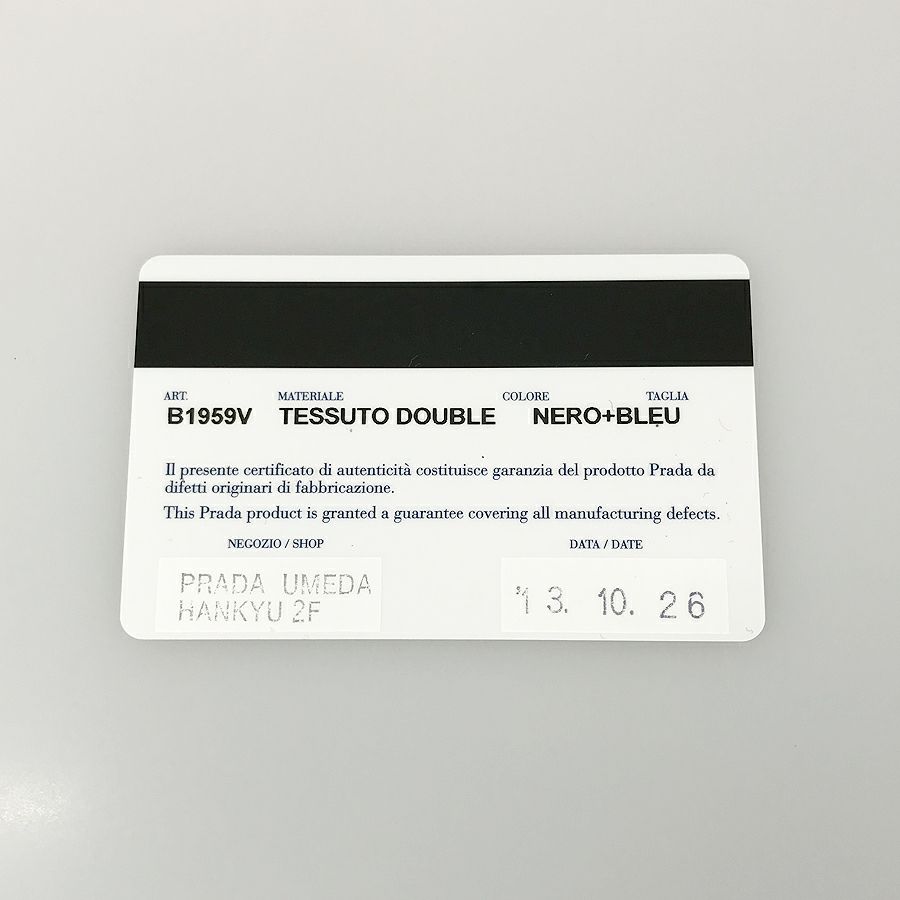 ART. MATERIALE COLORE TAGLIA
B1959V TESSUTO DOUBLE NERO+BLEU
Il presente certificato di autenticità costituisce garanzia del prodotto Prada da
difetti originari di fabbricazione.
This Prada product is granted a guarantee covering all manufacturing defects.
NEGOZIO / SHOP DATA / DATE
PRADA UMEDA
HANKYU 2F
'13. 10. 26